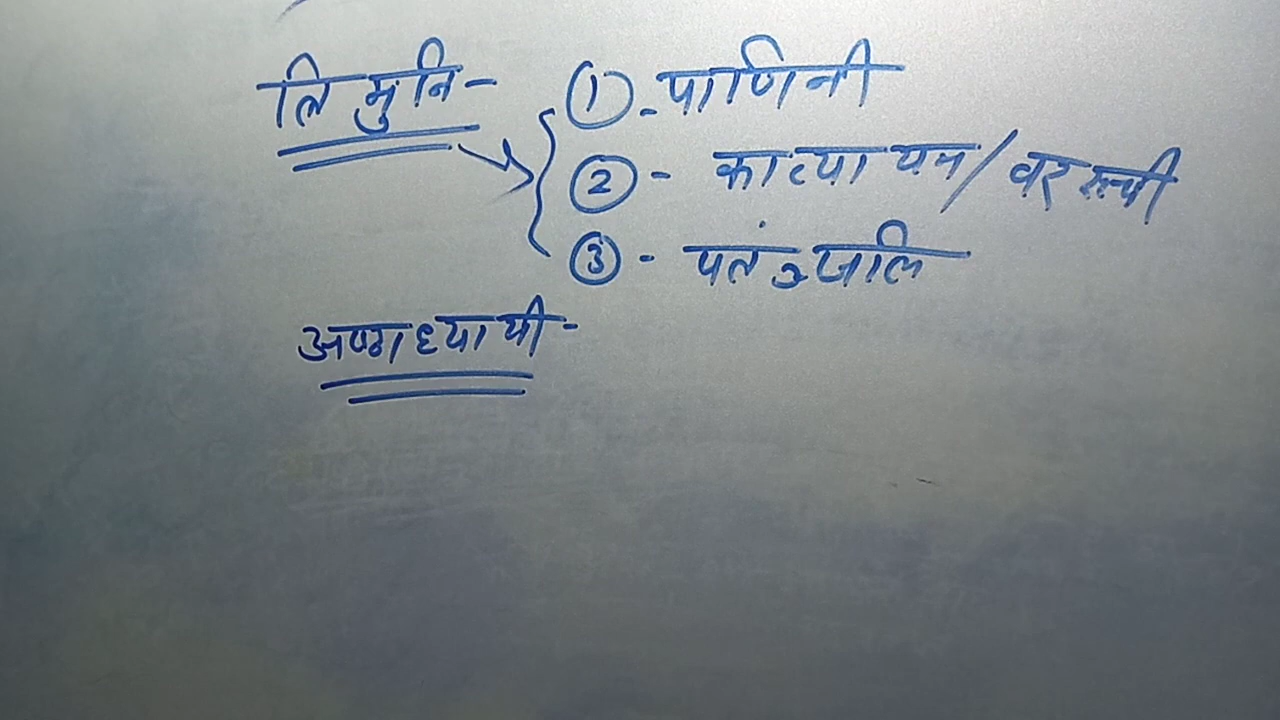 त्रि मुनि - ① - पाणिनी
② - कात्यायन / वररूची
③ - पतंञ्जलि
अष्टाध्यायी -